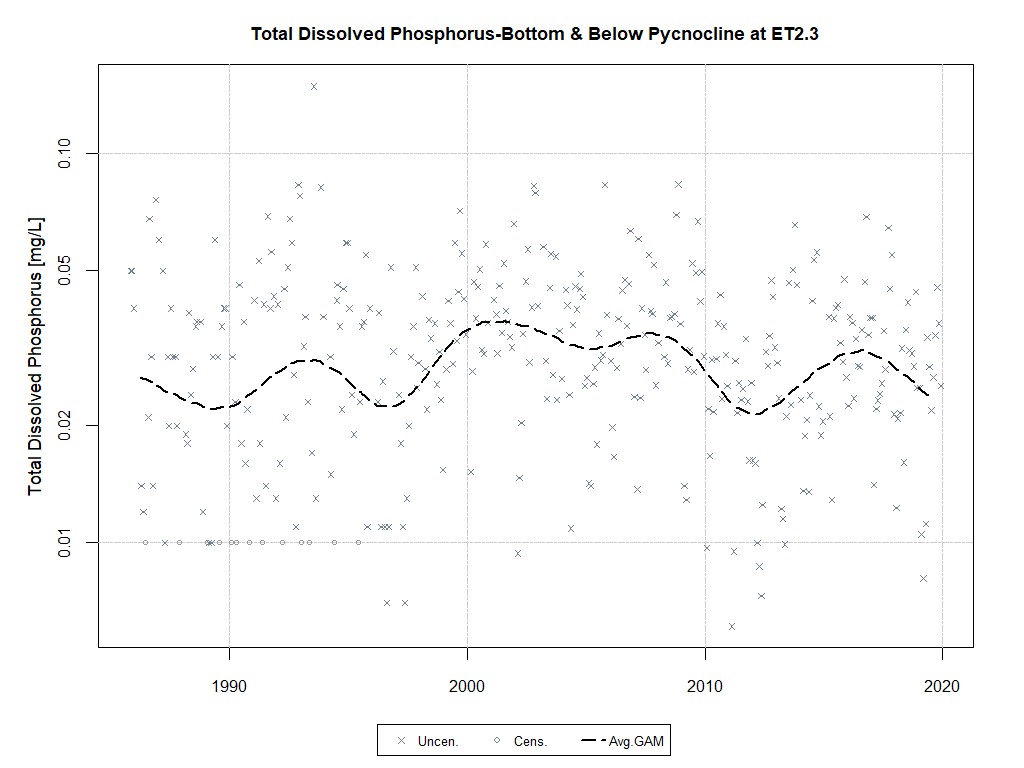 Total Dissolved Phosphorus-Bottom & Below Pycnocline at ET2.3
Total Dissolved Phosphorus [mg/L]
0.10
0.05
0.02
0.01
1990 2000 2010 2020
Uncen. Cens. Avg.GAM